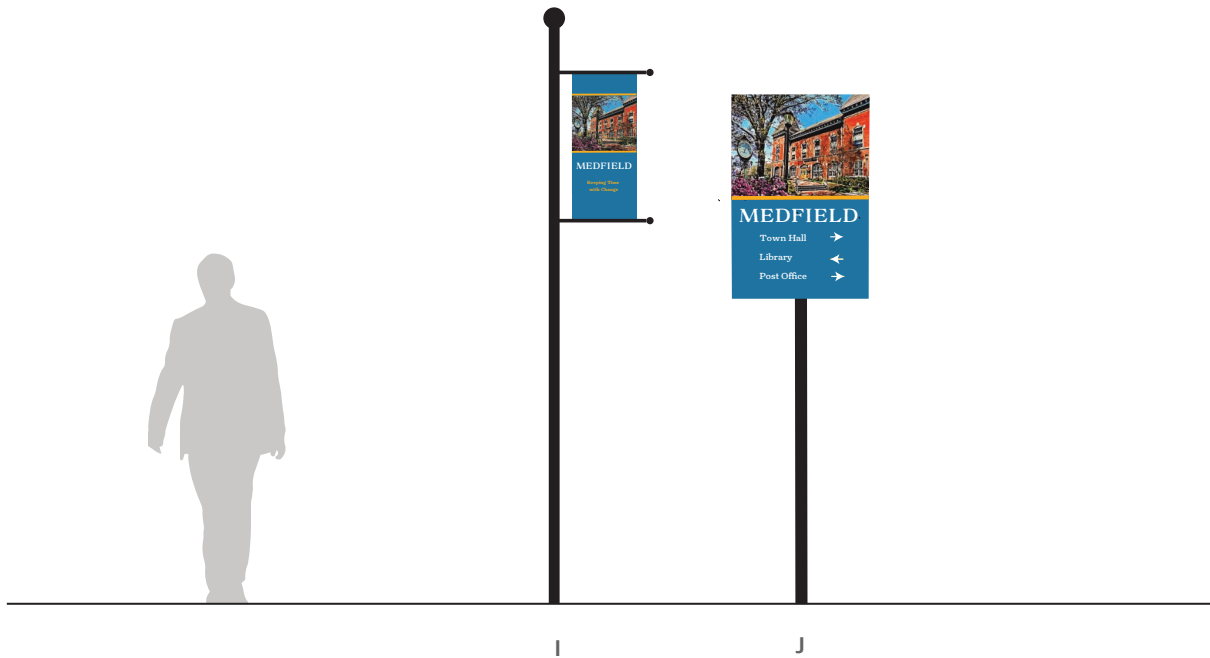 MEDFIELD
Keeping Time
with Change
MEDFIELD
Town Hall
Library
Post Office
I
J